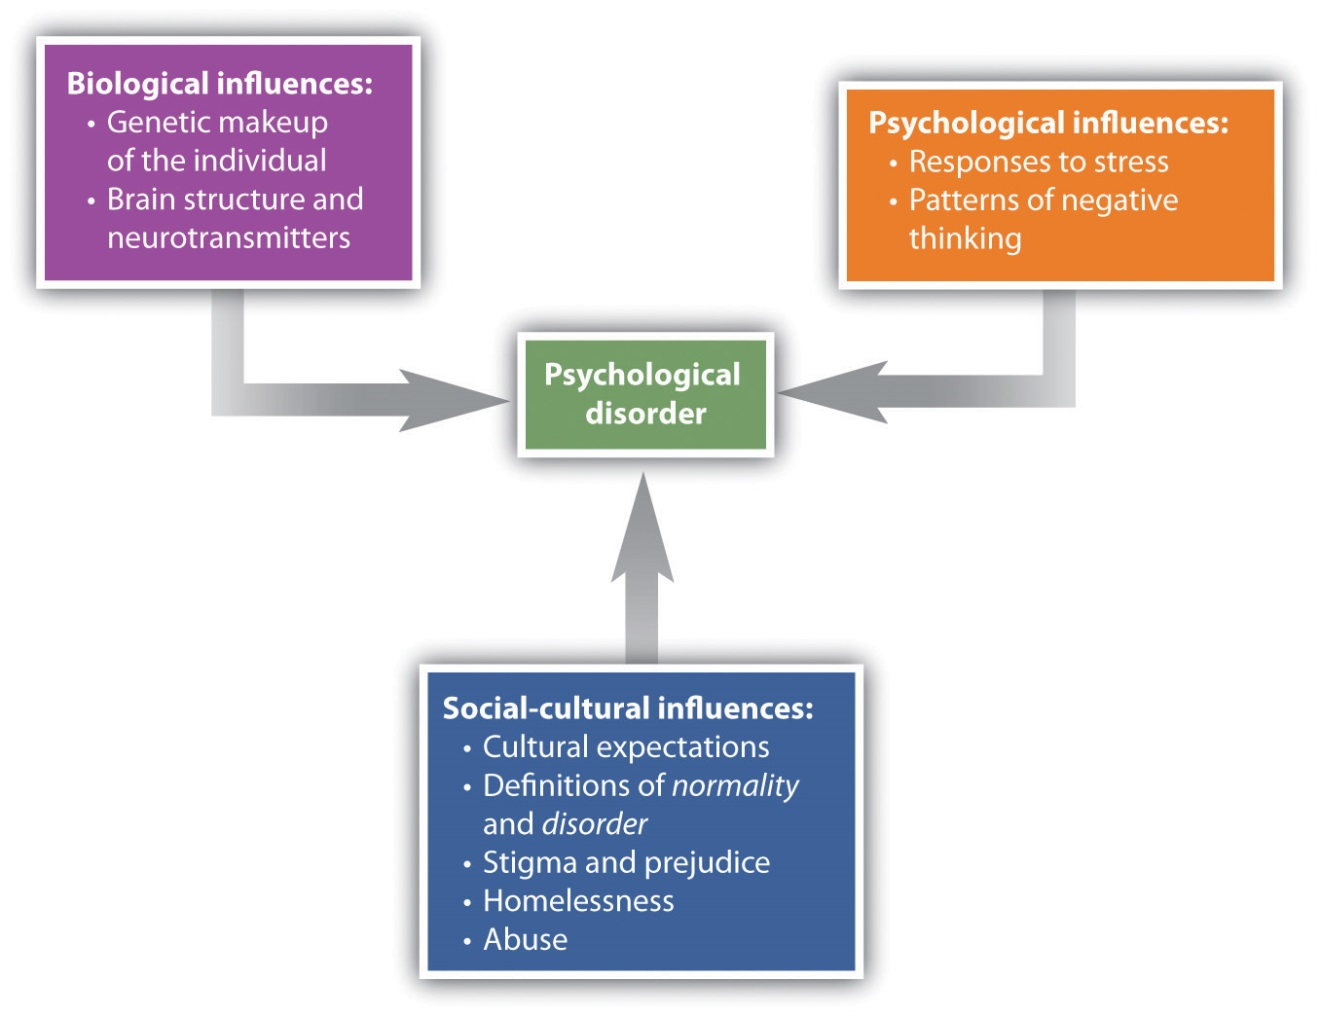 Biological influences:
• Genetic makeup
of the individual
• Brain structure and
neurotransmitters
Psychological influences:
• Responses to stress
• Patterns of negative
thinking
Psychological
disorder
Social-cultural influences:
• Cultural expectations
• Definitions of normality
and disorder
• Stigma and prejudice
• Homelessness
• Abuse